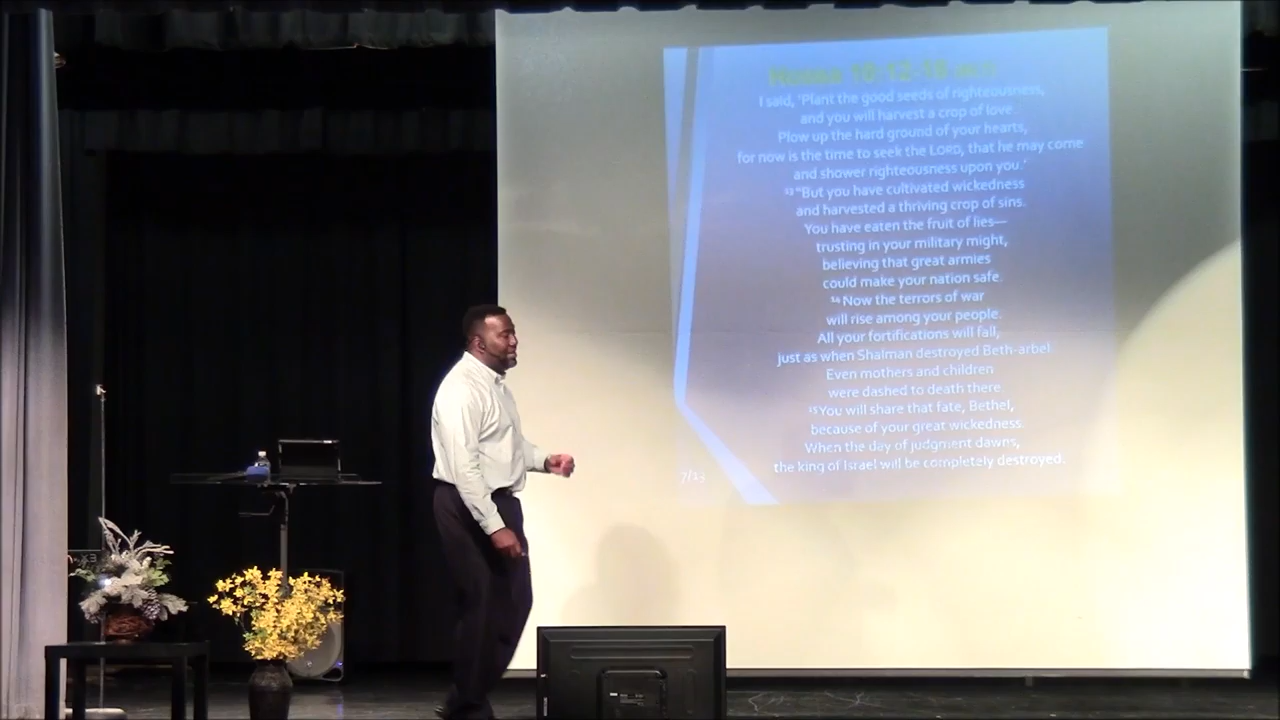 Hosea 10:12-15
I said, 'Plant the good seeds of righteousness,
and you will harvest a crop of love.
Plow up the hard ground of your hearts,
for now is the time to seek the LORD, that he may come
and shower righteousness upon you.'
13 "But you have cultivated wickedness
and harvested a thriving crop of sins.
You have eaten the fruit of lies—
trusting in your military might,
believing that great armies
could make your nation safe.
14 Now the terrors of war
will rise among your people.
All your fortifications will fall,
just as when Shalman destroyed Beth-arbel
Even mothers and children
were dashed to death there
15 You will share that fate, Bethel,
because of your great wickedness.
When the day of judgment dawns,
the king of Israel will be completely destroyed.
7/13